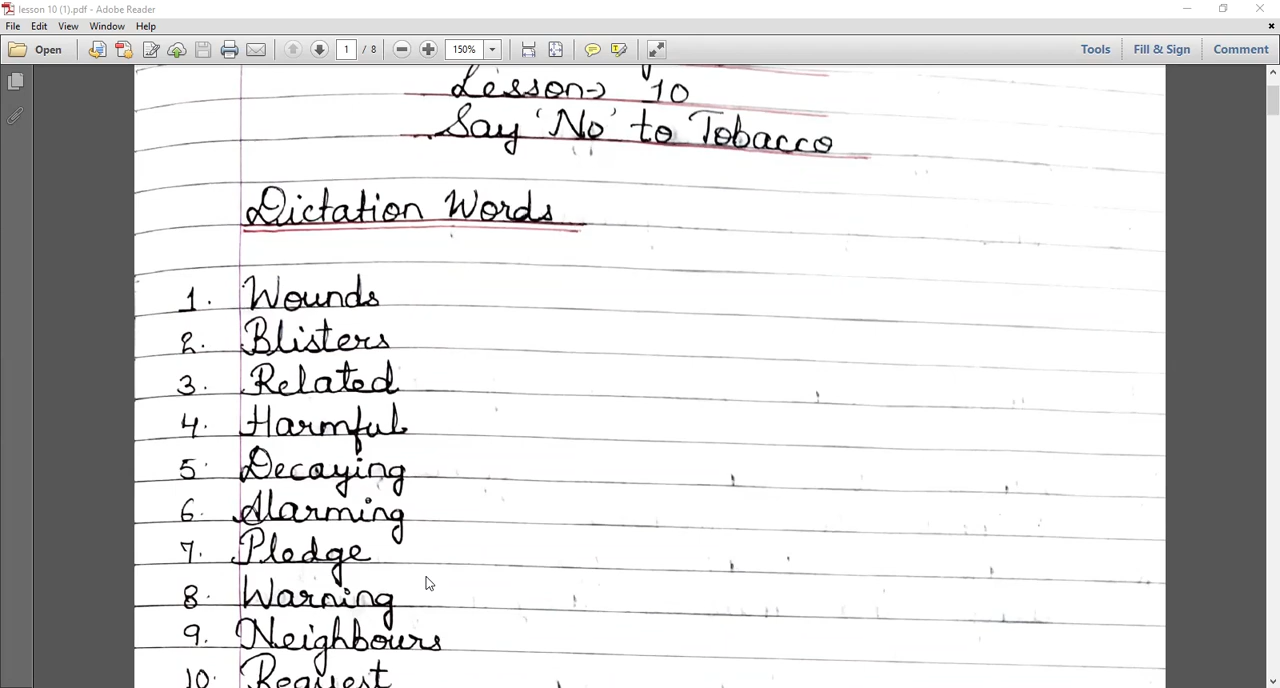 lesson 10 (1).pdf - Adobe Reader
File Edit View Window Help
Open 1 / 8 150% Tools Fill & Sign Comment
Lesson→ 10
Say 'No' to Tobacco
Dictation Words
1. Wounds
2. Blisters
3. Related
4. Harmful
5. Decaying
6. Alarming
7. Pledge
8. Warning
9. Neighbours
10. Request